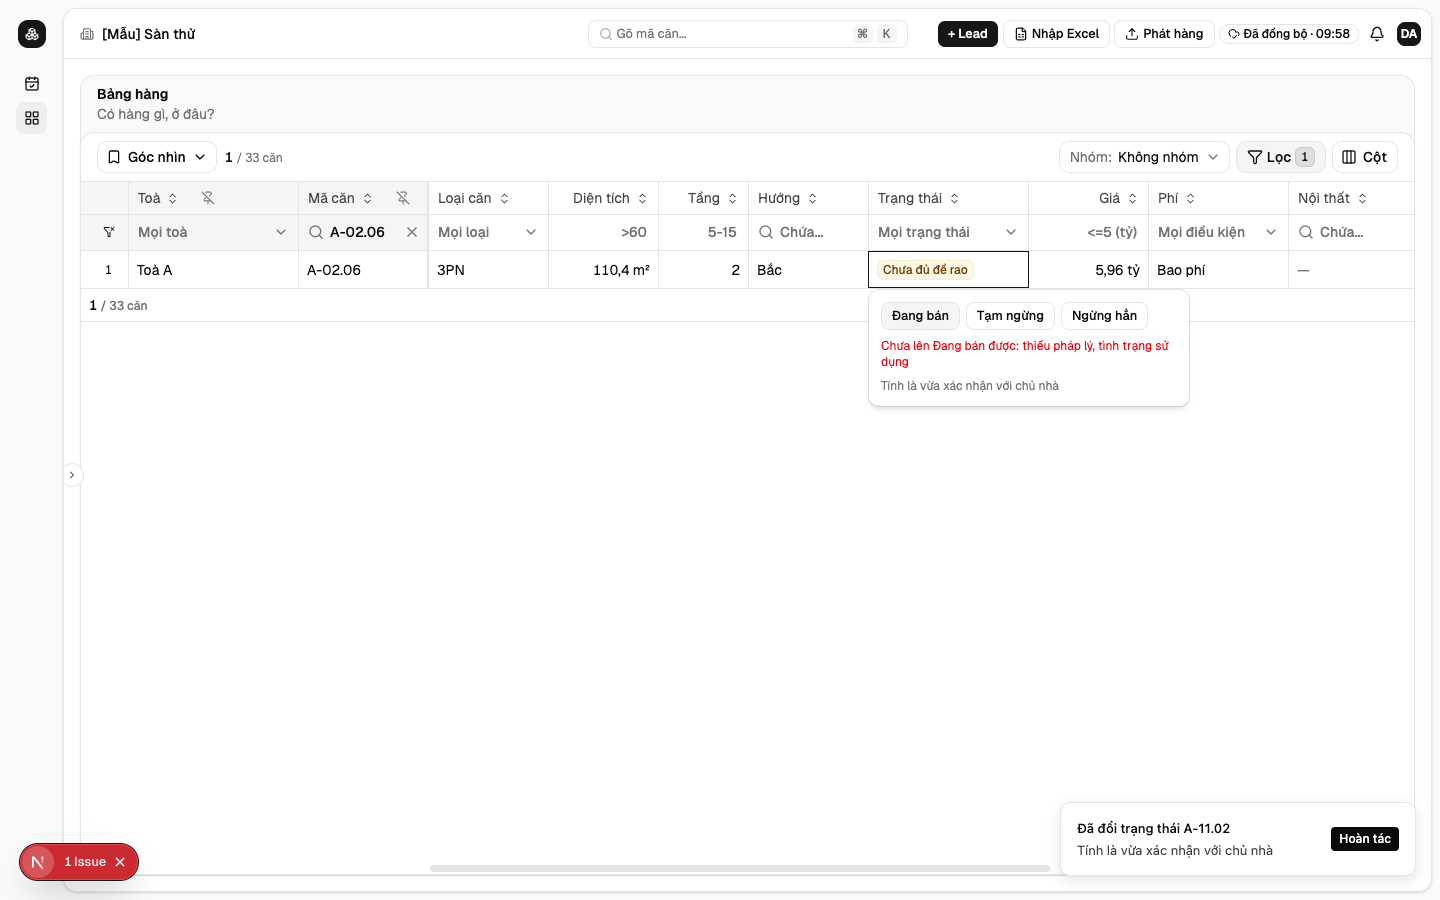 [Mẫu] Sàn thử
Gõ mã căn...
⌘ K
+ Lead
Nhập Excel
Phát hàng
Đã đồng bộ · 09:58
DA
Bảng hàng
Có hàng gì, ở đâu?
Góc nhìn
1 / 33 căn
Nhóm: Không nhóm
Lọc 1
Cột
Toà
Mã căn
Loại căn
Diện tích
Tầng
Hướng
Trạng thái
Giá
Phí
Nội thất
Mọi toà
A-02.06
Mọi loại
>60
5-15
Chứa...
Mọi trạng thái
<=5 (tỷ)
Mọi điều kiện
Chứa...
1
Toà A
A-02.06
3PN
110,4 m²
2
Bắc
Chưa đủ để rao
5,96 tỷ
Bao phí
—
1 / 33 căn
Đang bán
Tạm ngừng
Ngừng hẳn
Chưa lên Đang bán được: thiếu pháp lý, tình trạng sử
dụng
Tính là vừa xác nhận với chủ nhà
Đã đổi trạng thái A-11.02
Tính là vừa xác nhận với chủ nhà
Hoàn tác
N
1 Issue